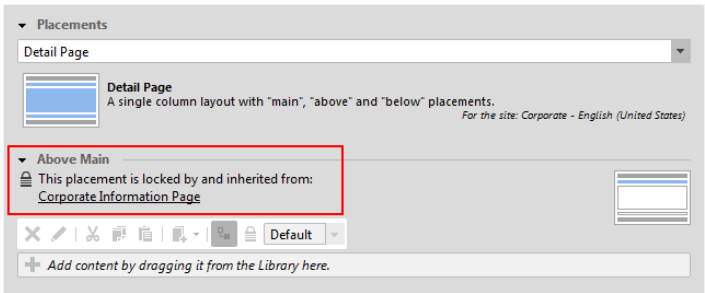 Placements
Detail Page
Detail Page
A single column layout with "main", "above" and "below" placements.
For the site: Corporate - English (United States)
Above Main
This placement is locked by and inherited from:
Corporate Information Page
Default
Add content by dragging it from the Library here.